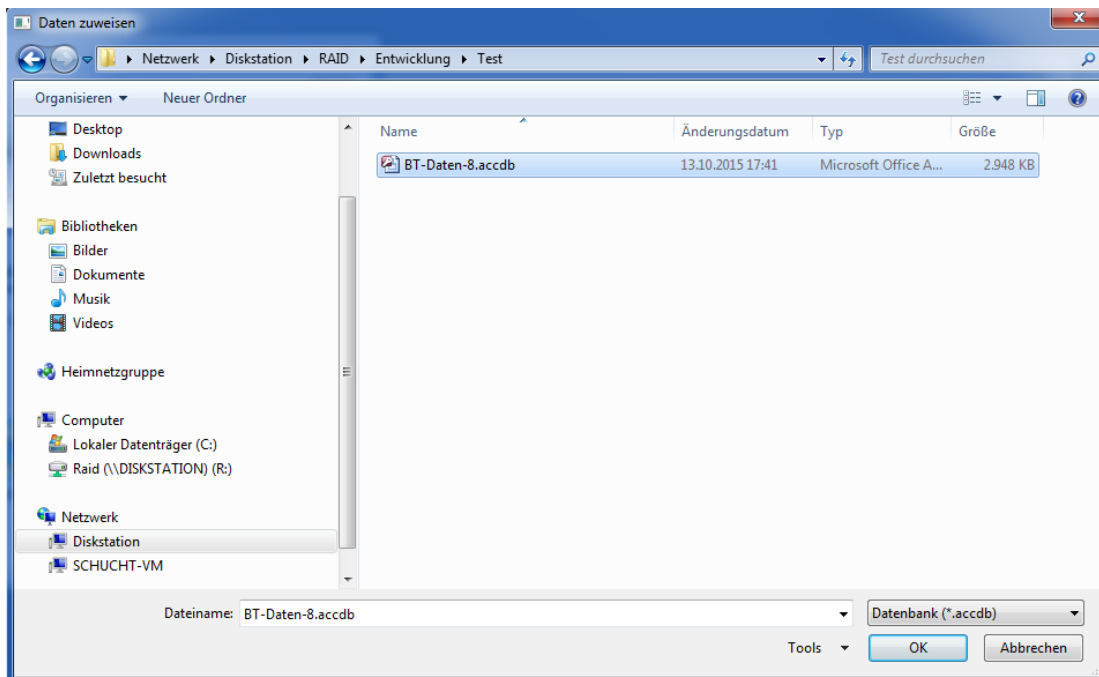 Daten zuweisen
Netzwerk Diskstation RAID Entwicklung Test
Test durchsuchen
Organisieren Neuer Ordner
Desktop
Downloads
Zuletzt besucht
Bibliotheken
Bilder
Dokumente
Musik
Videos
Heimnetzgruppe
Computer
Lokaler Datenträger (C:)
Raid (\\DISKSTATION) (R:)
Netzwerk
Diskstation
SCHUCHT-VM
Name Änderungsdatum Typ Größe
BT-Daten-8.accdb 13.10.2015 17:41 Microsoft Office A... 2.948 KB
Dateiname: BT-Daten-8.accdb Datenbank (*.accdb)
Tools OK Abbrechen